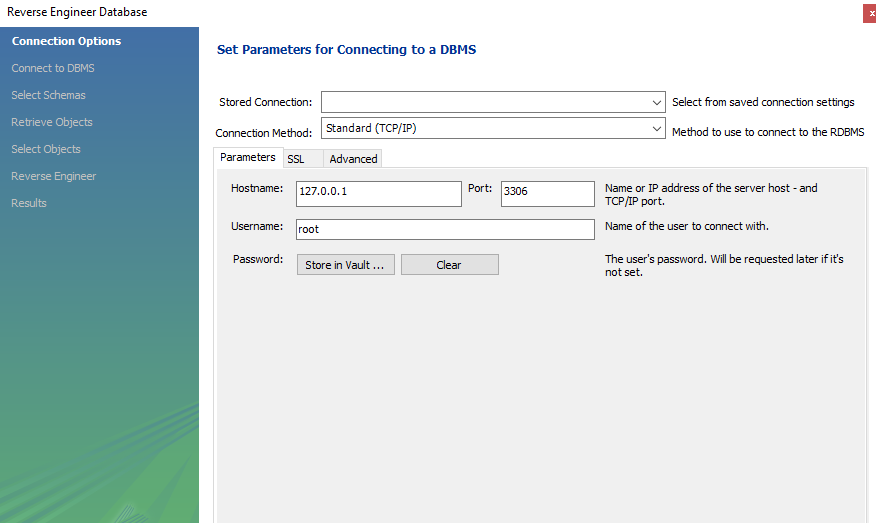 Reverse Engineer Database
x
Connection Options
Connect to DBMS
Select Schemas
Retrieve Objects
Select Objects
Reverse Engineer
Results
Set Parameters for Connecting to a DBMS
Stored Connection:
Select from saved connection settings
Connection Method: Standard (TCP/IP)
Method to use to connect to the RDBMS
Parameters SSL Advanced
Hostname: 127.0.0.1 Port: 3306 Name or IP address of the server host - and
TCP/IP port.
Username: root Name of the user to connect with.
Password: Store in Vault ... Clear The user's password. Will be requested later if it's
not set.